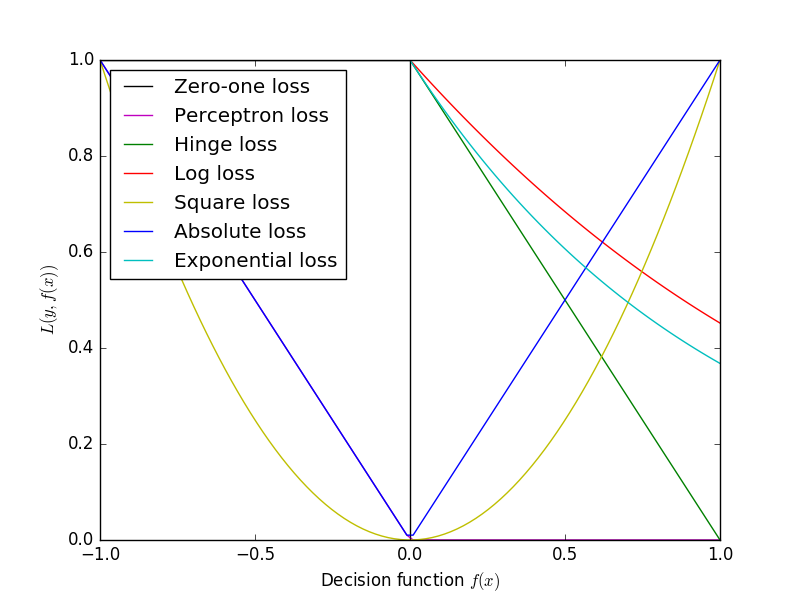 1.0
0.8
0.6
0.4
0.2
0.0
L(y, f(x))
Zero-one loss
Perceptron loss
Hinge loss
Log loss
Square loss
Absolute loss
Exponential loss
−1.0 −0.5 0.0 0.5 1.0
Decision function f(x)